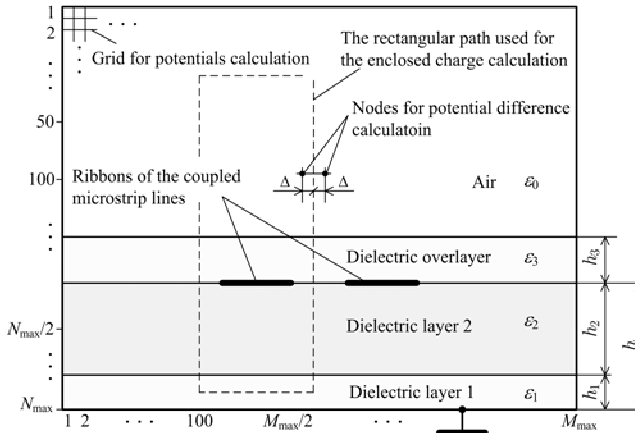 1
2
Grid for potentials calculation
The rectangular path used for
the enclosed charge calculation
Nodes for potential difference
calculatoin
50
Ribbons of the coupled
microstrip lines
100
Δ Δ
Air ε0
Dielectric overlayer ε3 h3
Nmax/2
Dielectric layer 2 ε2 h2
h
Dielectric layer 1 ε1 h1
Nmax
1 2 · · · 100 Mmax/2 · · · Mmax